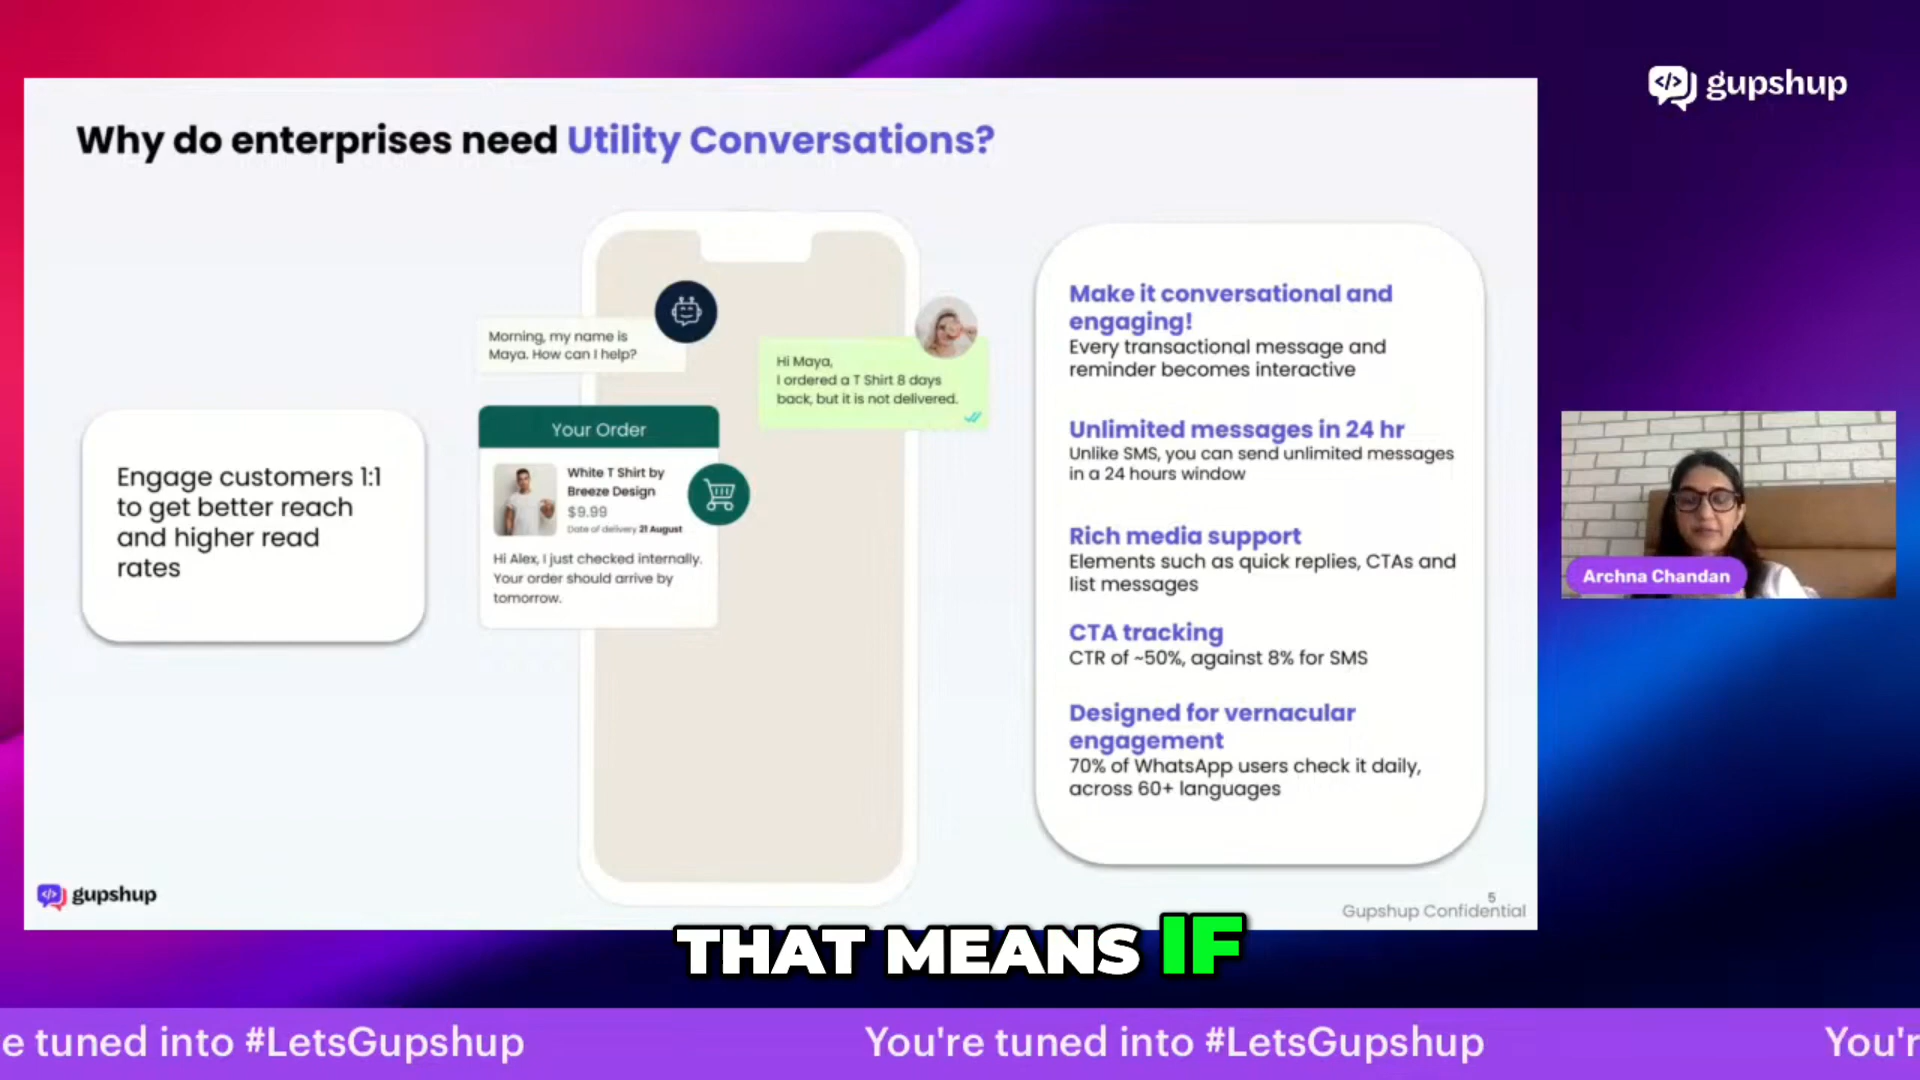 gupshup
Why do enterprises need Utility Conversations?
Engage customers 1:1
to get better reach
and higher read
rates
Morning, my name is
Maya. How can I help?
Hi Maya,
I ordered a T Shirt 8 days
back, but it is not delivered.
Your Order
White T Shirt by
Breeze Design
$9.99
Date of delivery 21 August
Hi Alex, I just checked internally.
Your order should arrive by
tomorrow.
Make it conversational and
engaging!
Every transactional message and
reminder becomes interactive
Unlimited messages in 24 hr
Unlike SMS, you can send unlimited messages
in a 24 hours window
Rich media support
Elements such as quick replies, CTAs and
list messages
CTA tracking
CTR of ~50%, against 8% for SMS
Designed for vernacular
engagement
70% of WhatsApp users check it daily,
across 60+ languages
Archna Chandan
gupshup
5
Gupshup Confidential
THAT MEANS IF
e tuned into #LetsGupshup
You're tuned into #LetsGupshup
You'r